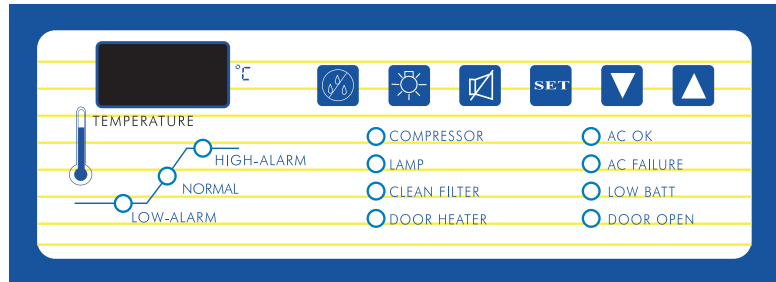 °C
SET
TEMPERATURE
HIGH-ALARM
NORMAL
LOW-ALARM
COMPRESSOR
LAMP
CLEAN FILTER
DOOR HEATER
AC OK
AC FAILURE
LOW BATT
DOOR OPEN